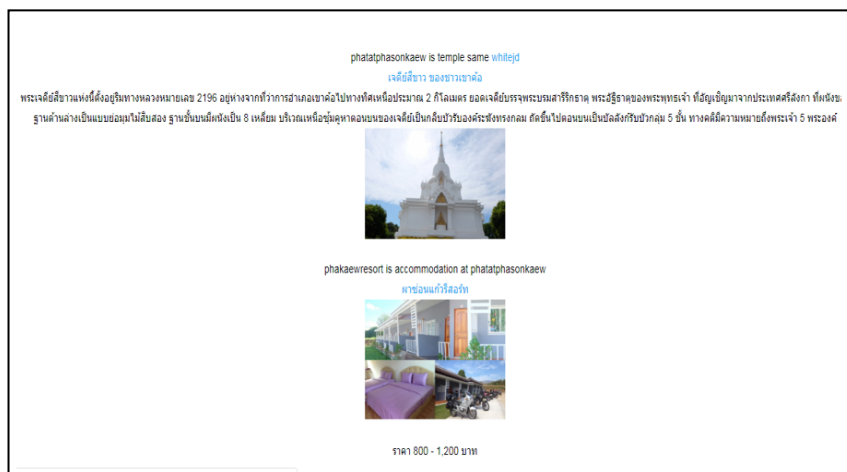 phatatphasonkaew is temple same whitejd
เจดีย์สีขาว ของชาวเขาค้อ
พระเจดีย์สีขาวแห่งนี้ตั้งอยู่ริมทางหลวงหมายเลข 2196 อยู่ห่างจากที่ว่าการอำเภอเขาค้อไปทางทิศเหนือประมาณ 2 กิโลเมตร ยอดเจดีย์บรรจุพระบรมสารีริกธาตุ พระอัฐิธาตุของพระพุทธเจ้า ที่อัญเชิญมาจากประเทศศรีลังกา ที่ผนังข
ฐานด้านล่างเป็นแบบย่อมุมไม้สิบสอง ฐานชั้นบนมีผนังเป็น 8 เหลี่ยม บริเวณเหนือซุ้มคูหาตอนบนของเจดีย์เป็นกลีบบัวรับองค์ระฆังทรงกลม ถัดขึ้นไปตอนบนเป็นบัลลังก์รับบัวกลุ่ม 5 ชั้น ทางคติมีความหมายถึงพระเจ้า 5 พระองค์
phakaewresort is accommodation at phatatphasonkaew
ผาซ่อนแก้วรีสอร์ท
ราคา 800 - 1,200 บาท